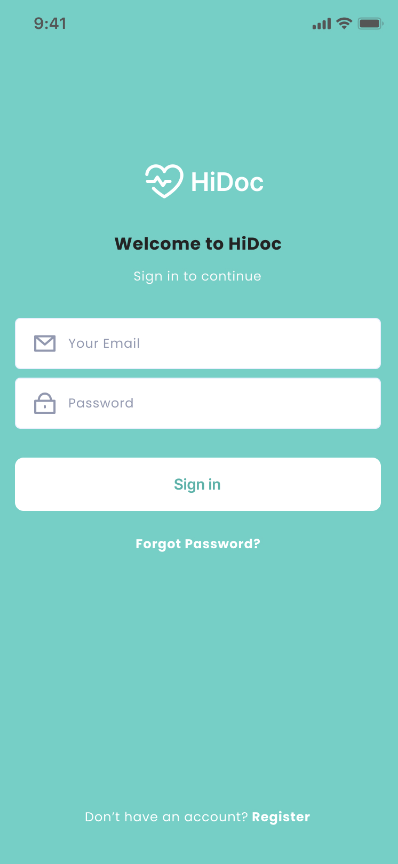 9:41
HiDoc
Welcome to HiDoc
Sign in to continue
Your Email
Password
Sign in
Forgot Password?
Don't have an account? Register